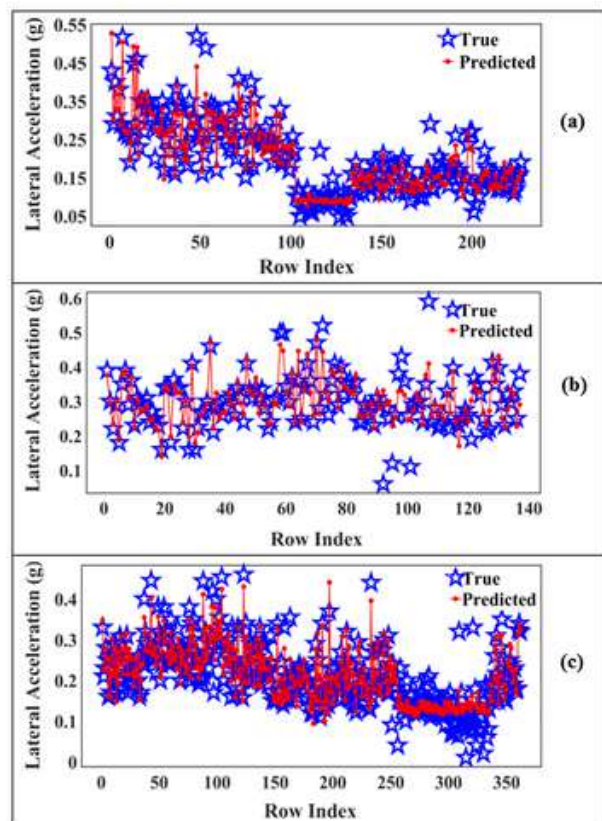 0.55
0.45
0.35
0.25
0.15
0.05
Lateral Acceleration (g)
True
Predicted
(a)
0 50 100 150 200
Row Index
0.6
0.5
0.4
0.3
0.2
0.1
Lateral Acceleration (g)
True
Predicted
(b)
0 20 40 60 80 100 120 140
Row Index
0.4
0.3
0.2
0.1
0
Lateral Acceleration (g)
True
Predicted
(c)
0 50 100 150 200 250 300 350
Row Index